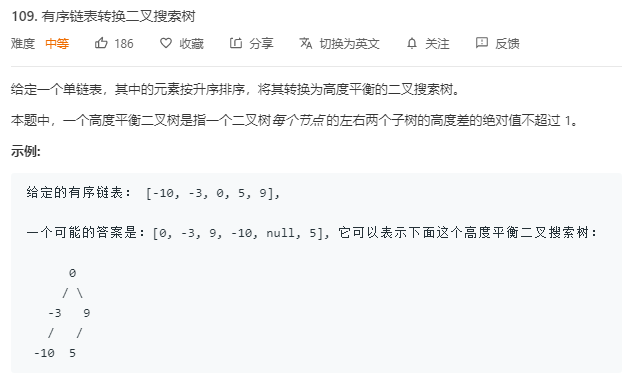 109. 有序链表转换二叉搜索树
难度 中等 186 收藏 分享 切换为英文 关注 反馈
给定一个单链表，其中的元素按升序排序，将其转换为高度平衡的二叉搜索树。
本题中，一个高度平衡二叉树是指一个二叉树每个节点的左右两个子树的高度差的绝对值不超过 1。
示例:
给定的有序链表： [-10, -3, 0, 5, 9],
一个可能的答案是：[0, -3, 9, -10, null, 5], 它可以表示下面这个高度平衡二叉搜索树：
      0
     / \
   -3   9
   /   /
 -10  5